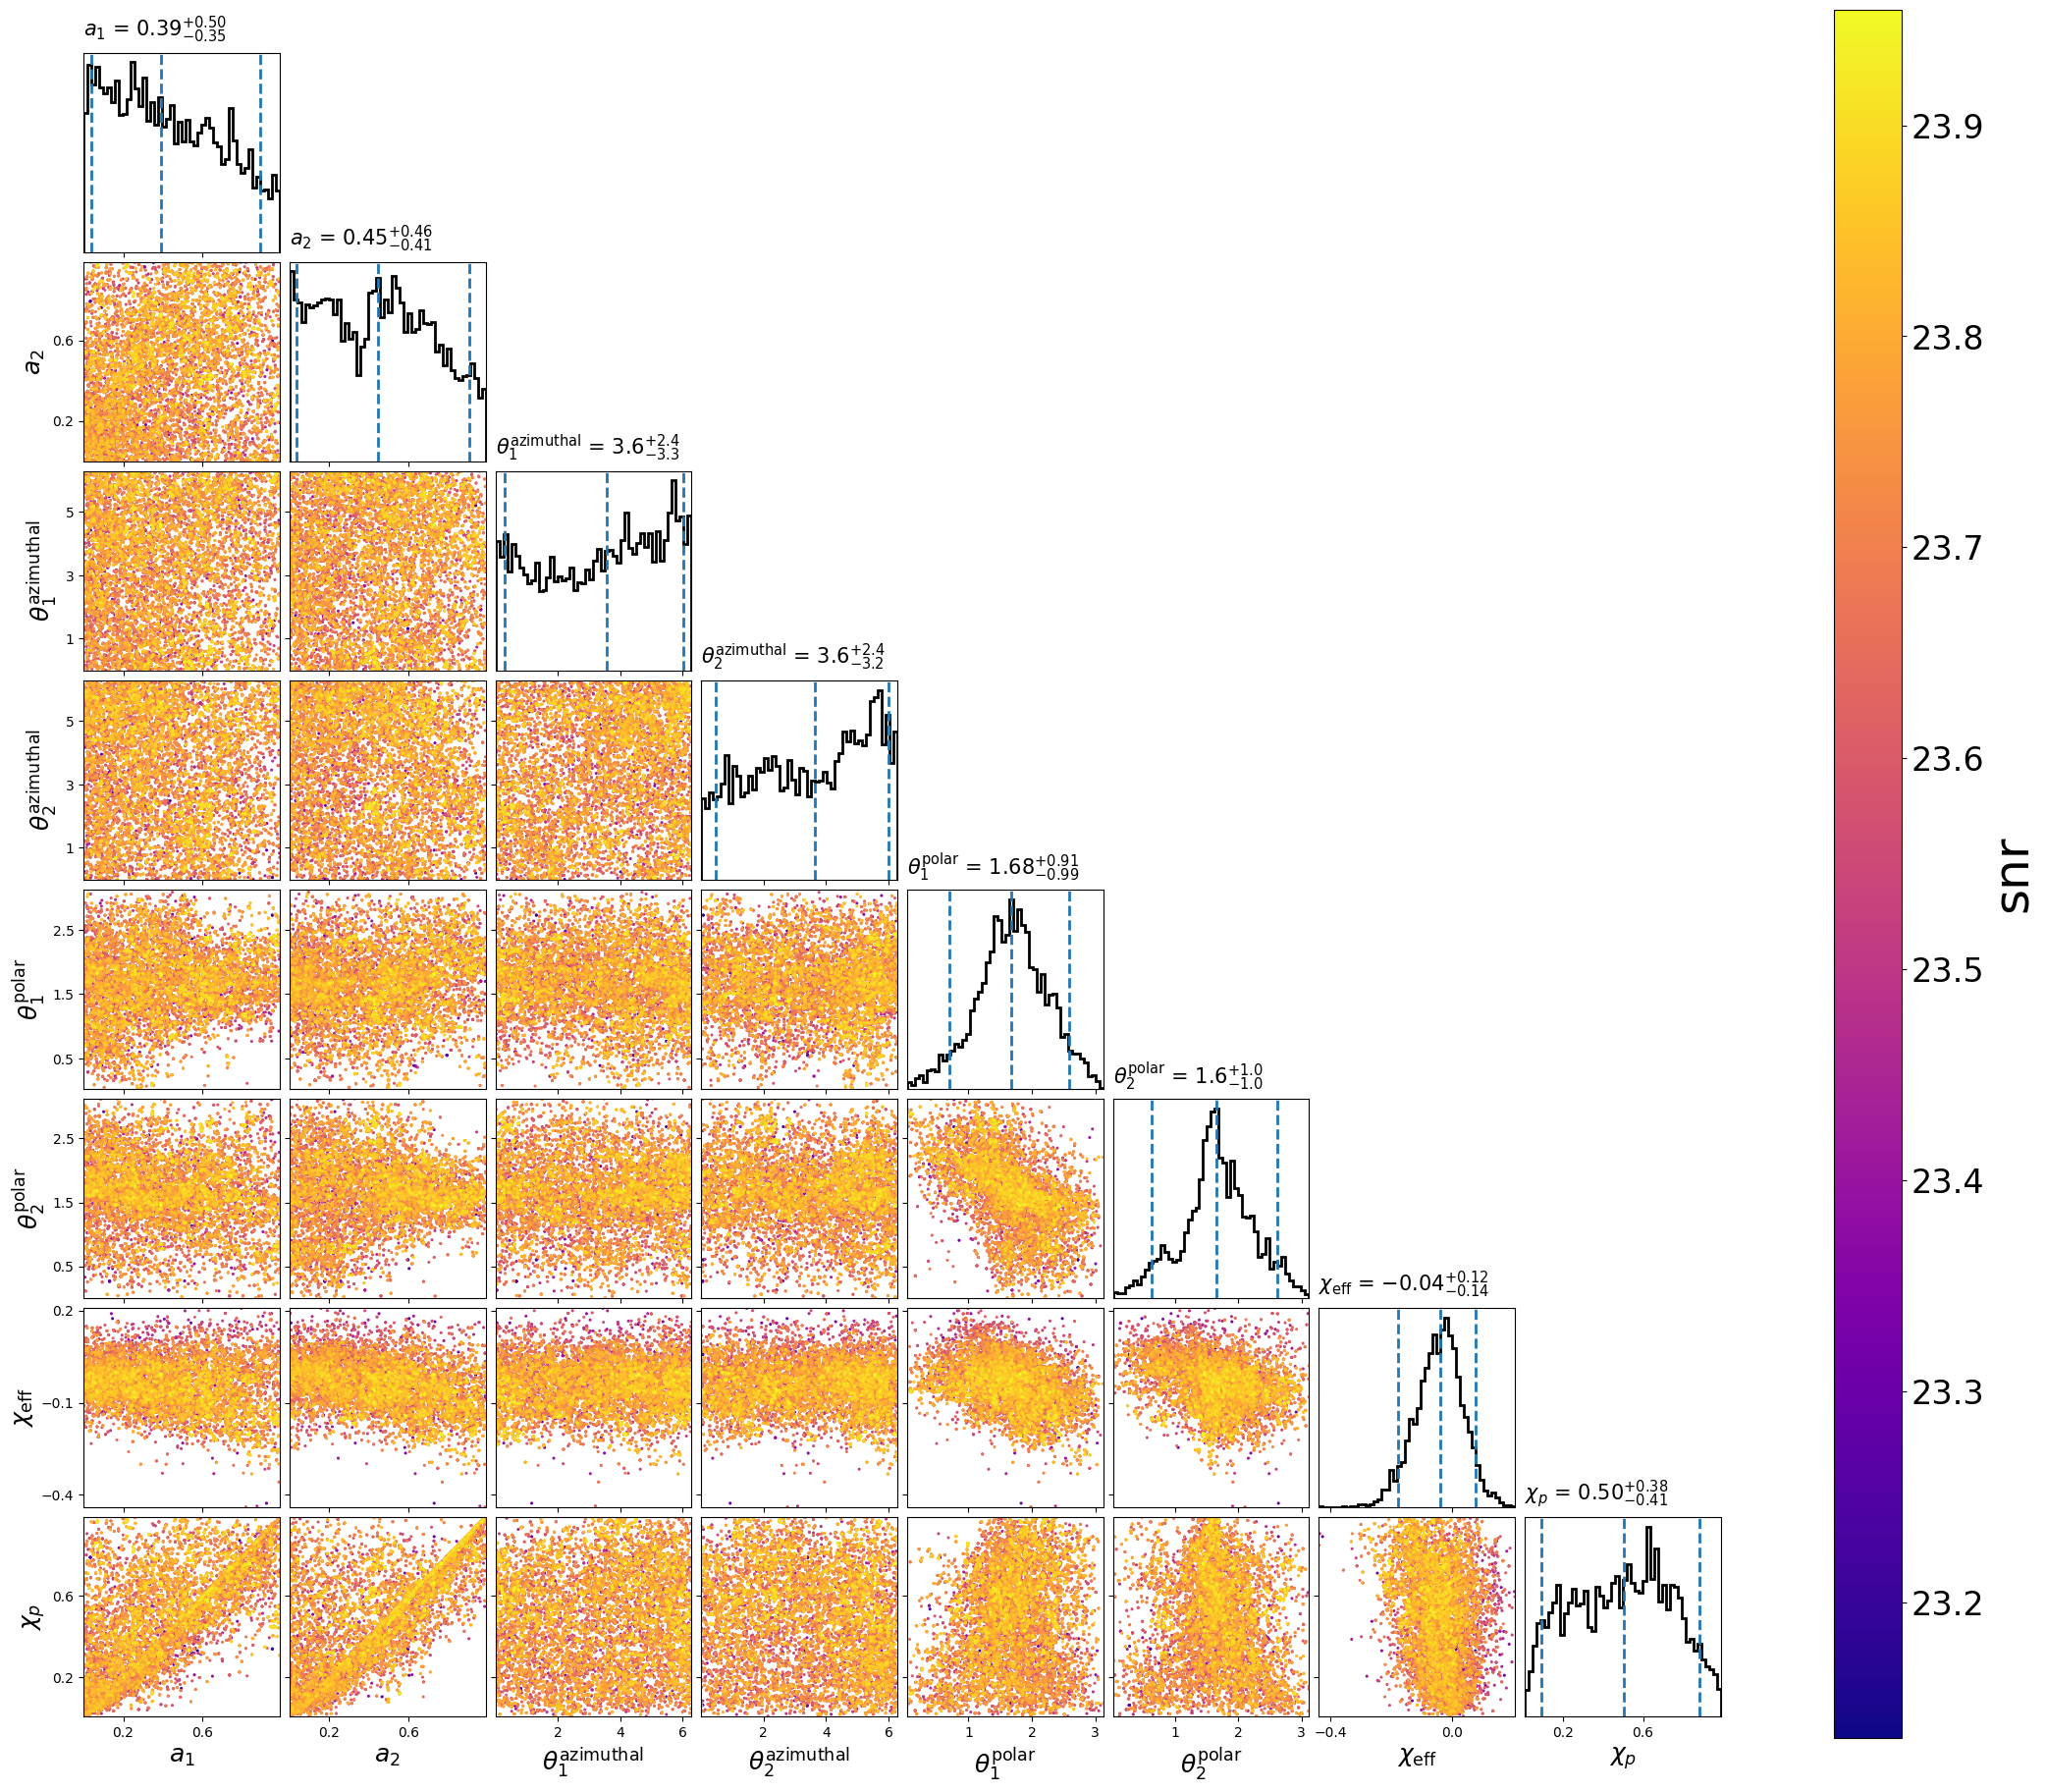 a₁ = 0.39 +0.50 −0.35
a₂ = 0.45 +0.46 −0.41
a₂
0.6
0.2
θ₁^azimuthal = 3.6 +2.4 −3.3
θ₁^azimuthal
5
3
1
θ₂^azimuthal = 3.6 +2.4 −3.2
θ₂^azimuthal
5
3
1
θ₁^polar = 1.68 +0.91 −0.99
θ₁^polar
2.5
1.5
0.5
θ₂^polar = 1.6 +1.0 −1.0
θ₂^polar
2.5
1.5
0.5
χeff = −0.04 +0.12 −0.14
χeff
0.2
−0.1
−0.4
χp = 0.50 +0.38 −0.41
χp
0.6
0.2
0.2 0.6 0.2 0.6 2 4 6 2 4 6 1 2 3 1 2 3 −0.4 0.0 0.2 0.6
a₁ a₂ θ₁^azimuthal θ₂^azimuthal θ₁^polar θ₂^polar χeff χp
23.9
23.8
23.7
23.6
23.5
23.4
23.3
23.2
snr